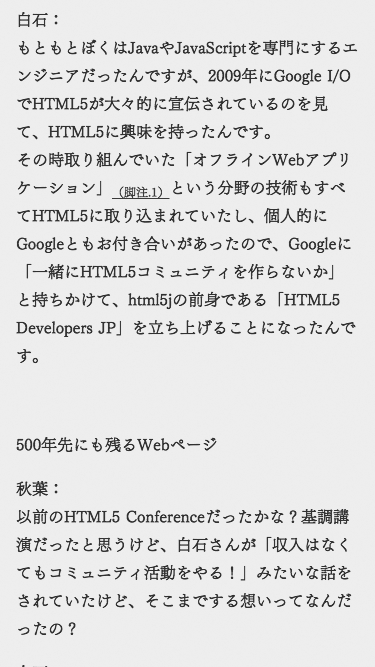 白石：
もともとぼくはJavaやJavaScriptを専門にするエ
ンジニアだったんですが、2009年にGoogle I/O
でHTML5が大々的に宣伝されているのを見
て、HTML5に興味を持ったんです。
その時取り組んでいた「オフラインWebアプリ
ケーション」（脚注.1）という分野の技術もすべ
てHTML5に取り込まれていたし、個人的に
Googleともお付き合いがあったので、Googleに
「一緒にHTML5コミュニティを作らないか」
と持ちかけて、html5jの前身である「HTML5
Developers JP」を立ち上げることになったんで
す。
500年先にも残るWebページ
秋葉：
以前のHTML5 Conferenceだったかな？基調講
演だったと思うけど、白石さんが「収入はなく
てもコミュニティ活動をやる！」みたいな話を
されていたけど、そこまでする想いってなんだ
ったの？